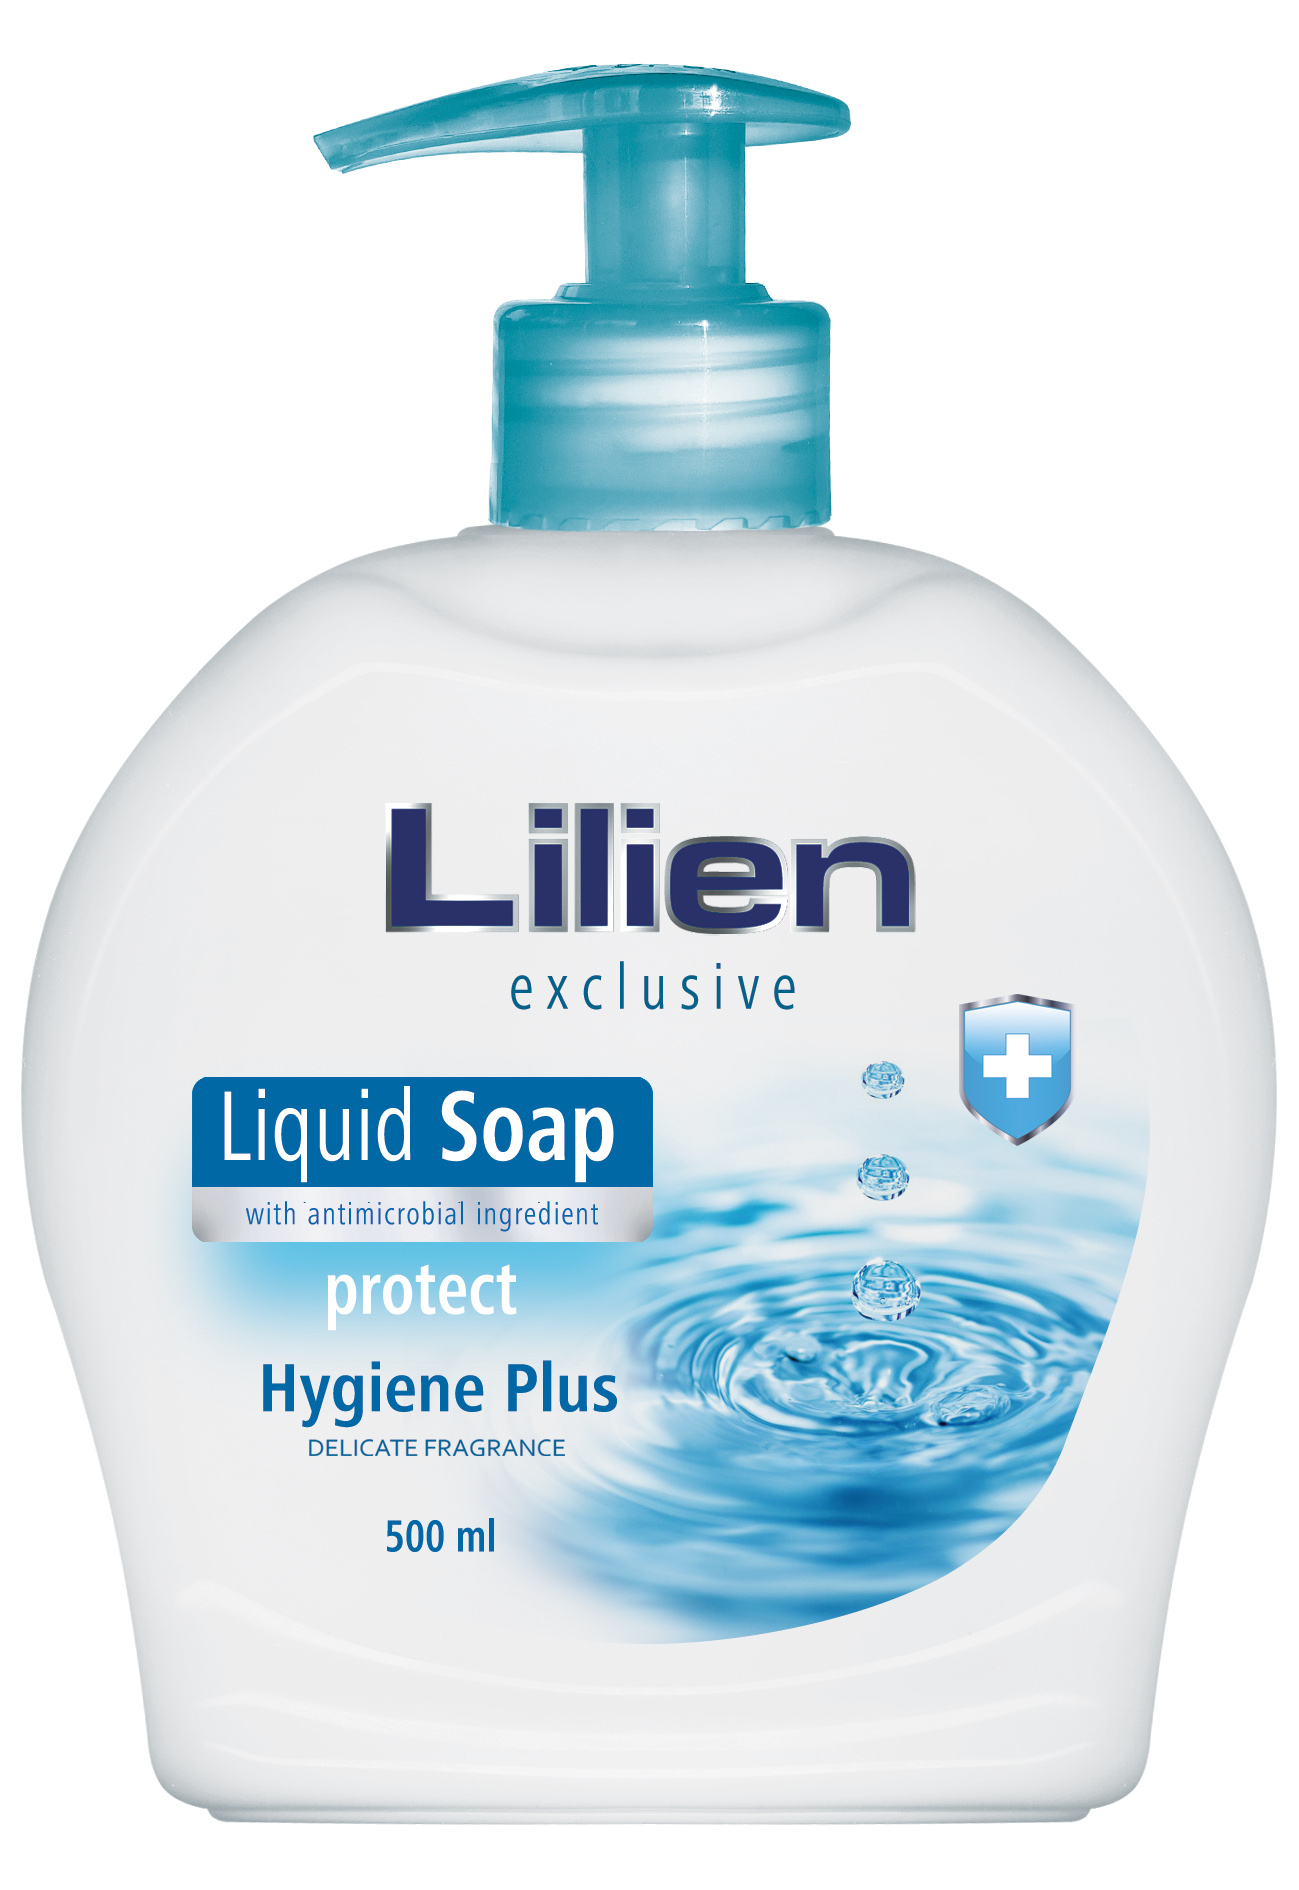 Lilien
exclusive
Liquid Soap
with antimicrobial ingredient
protect
Hygiene Plus
DELICATE FRAGRANCE
500 ml